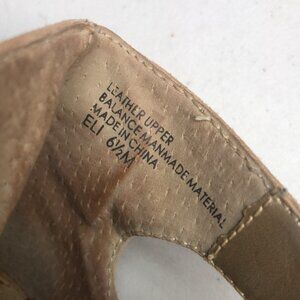 LEATHER UPPER
BALANCE MANMADE MATERIAL
MADE IN CHINA
ELI 6½M